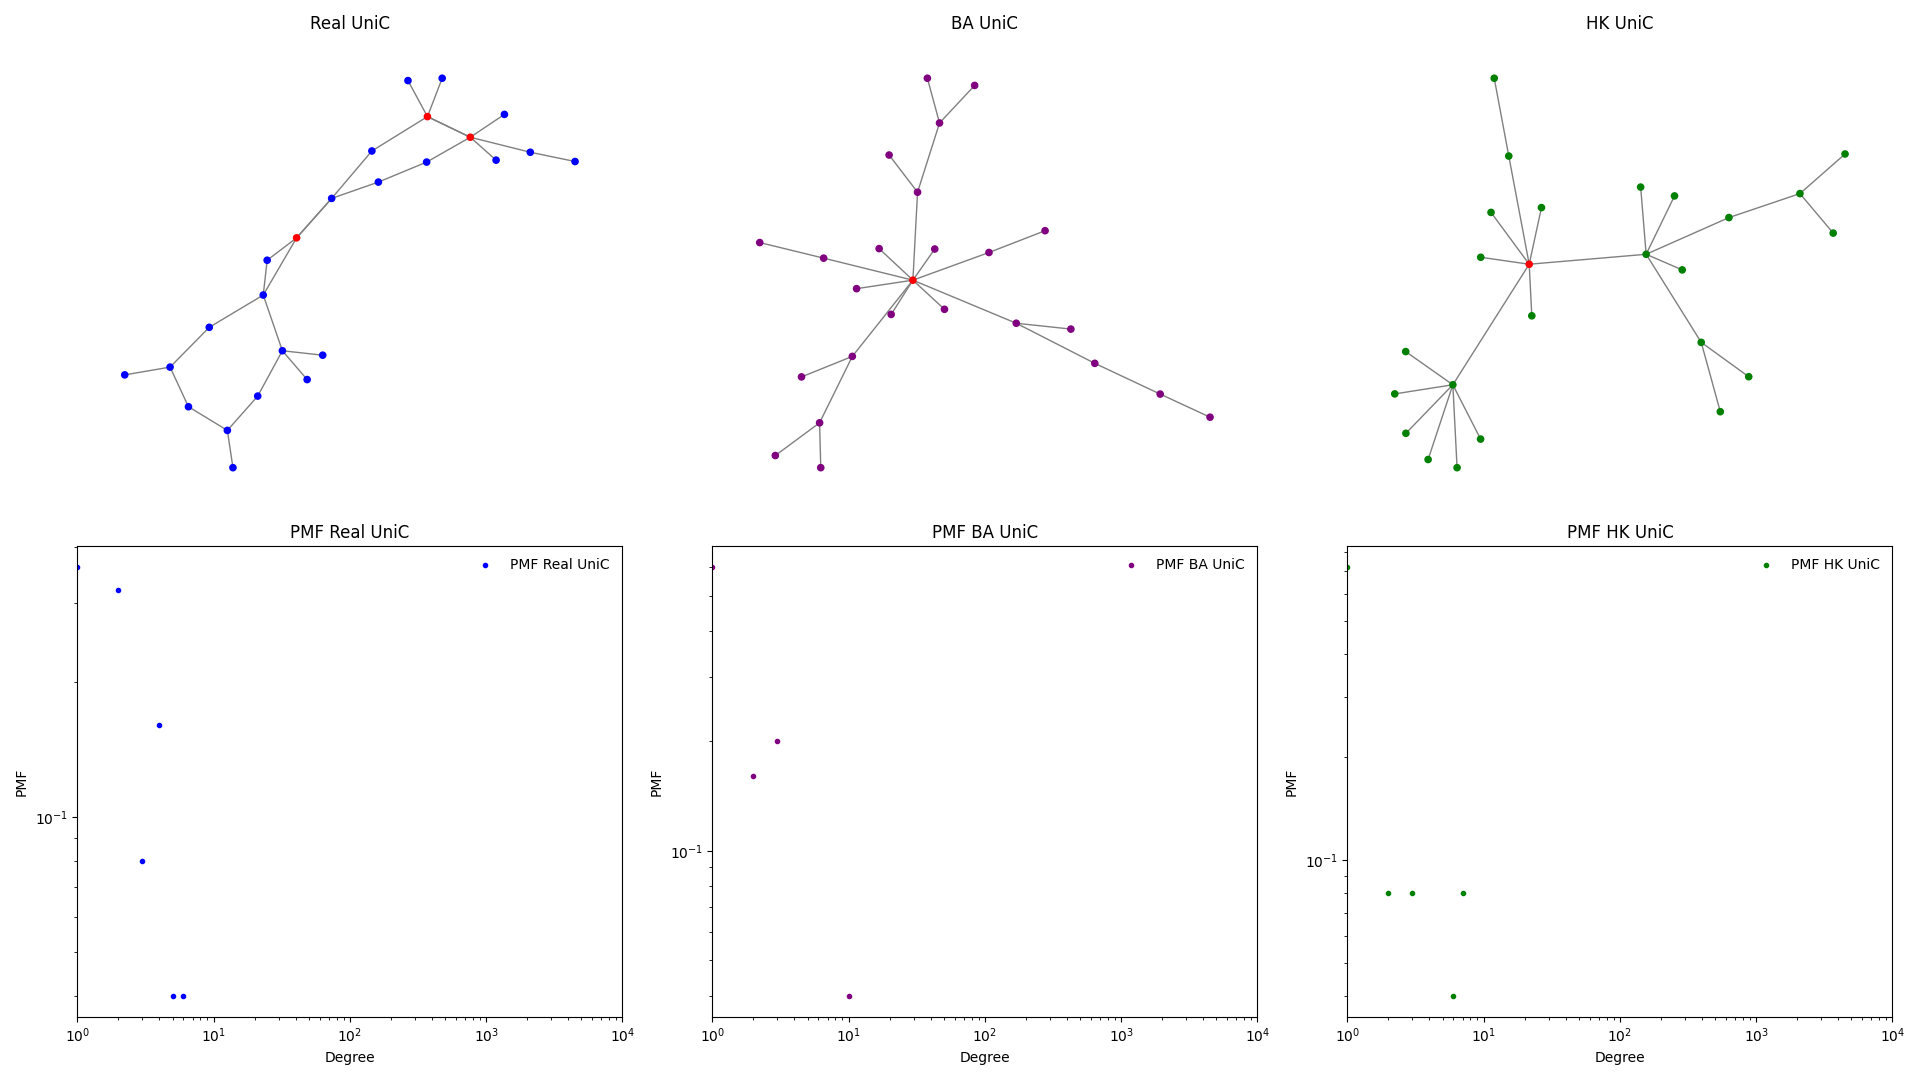 Real UniC
BA UniC
HK UniC
PMF Real UniC
PMF Real UniC
PMF
10⁻¹
10⁰ 10¹ 10² 10³ 10⁴
Degree
PMF BA UniC
PMF BA UniC
PMF
10⁻¹
10⁰ 10¹ 10² 10³ 10⁴
Degree
PMF HK UniC
PMF HK UniC
PMF
10⁻¹
10⁰ 10¹ 10² 10³ 10⁴
Degree